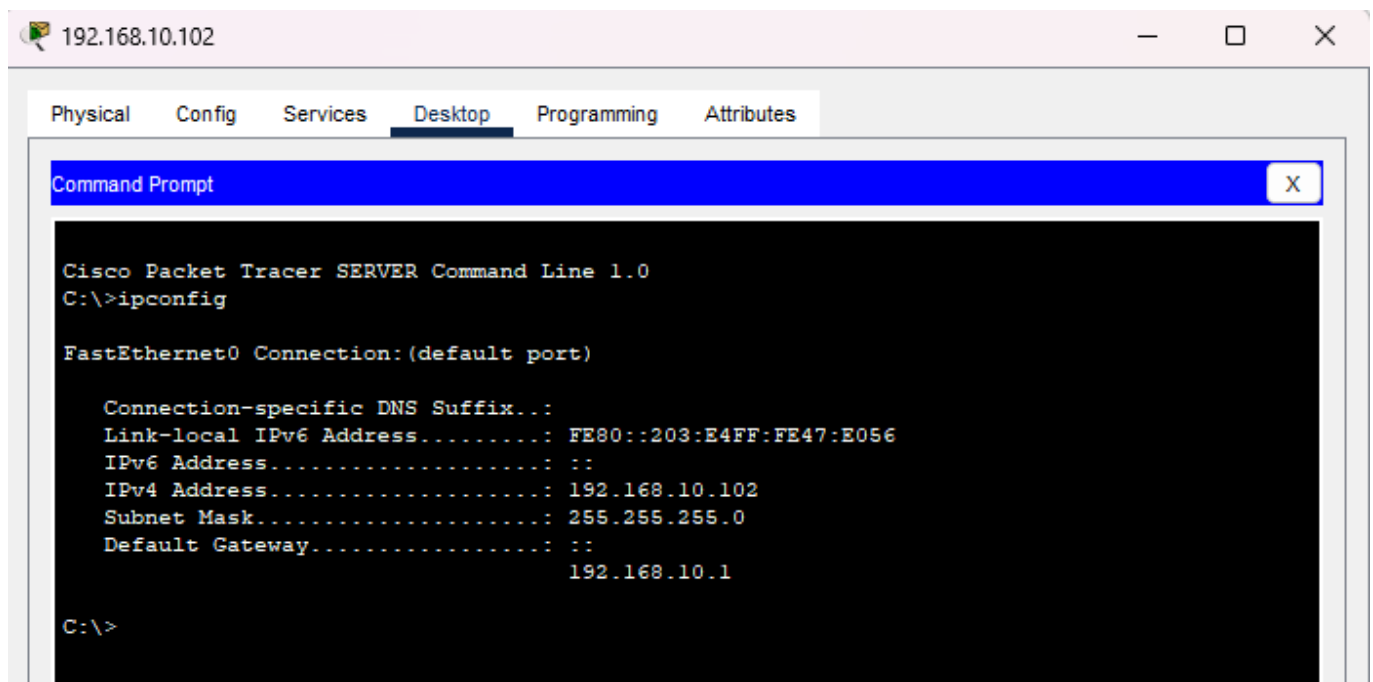 192.168.10.102
Physical Config Services Desktop Programming Attributes
Command Prompt X
Cisco Packet Tracer SERVER Command Line 1.0
C:\>ipconfig
FastEthernet0 Connection:(default port)
Connection-specific DNS Suffix..:
Link-local IPv6 Address.........: FE80::203:E4FF:FE47:E056
IPv6 Address....................: ::
IPv4 Address....................: 192.168.10.102
Subnet Mask.....................: 255.255.255.0
Default Gateway.................: ::
192.168.10.1
C:\>